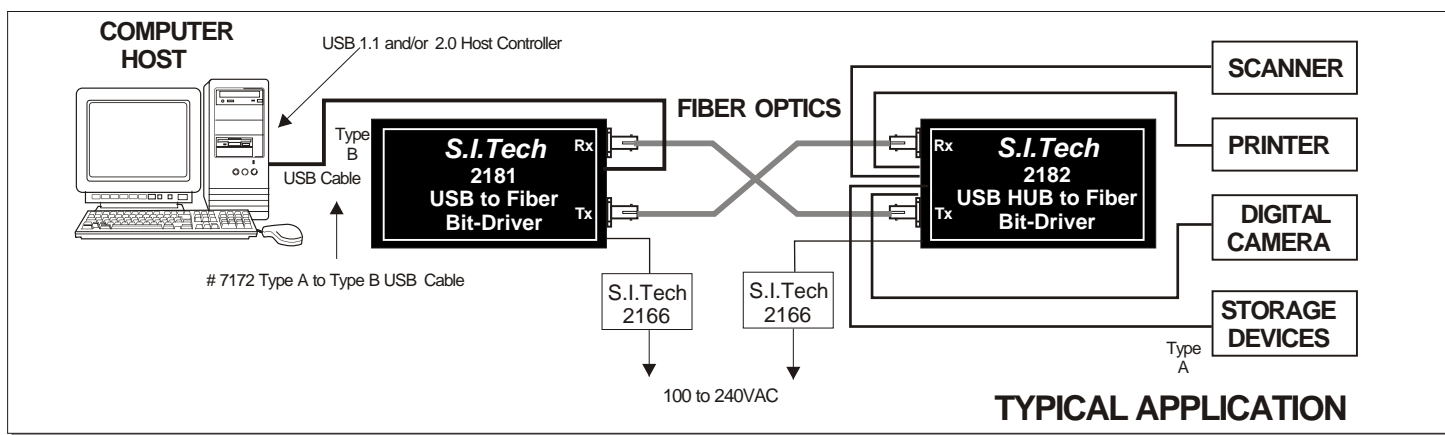 COMPUTER
HOST
USB 1.1 and/or 2.0 Host Controller
Type
B
USB Cable
# 7172 Type A to Type B USB Cable
S.I.Tech
2181
USB to Fiber
Bit-Driver
Rx
Tx
FIBER OPTICS
Rx
Tx
S.I.Tech
2182
USB HUB to Fiber
Bit-Driver
S.I.Tech
2166
S.I.Tech
2166
100 to 240VAC
SCANNER
PRINTER
DIGITAL
CAMERA
STORAGE
DEVICES
Type
A
TYPICAL APPLICATION